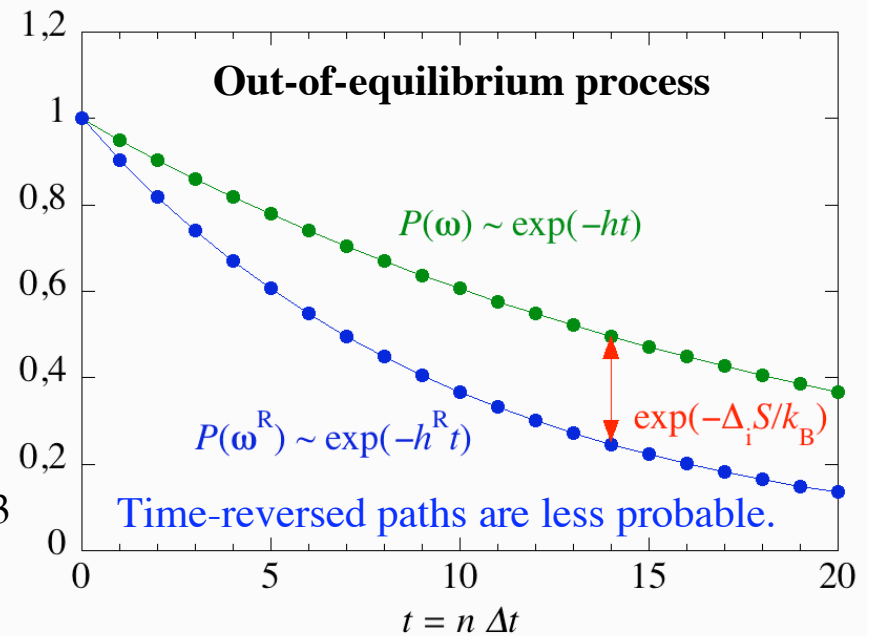 1,2
Out-of-equilibrium process
1
0,8
P(ω) ~ exp(−ht)
0,6
0,4
exp(−ΔᵢS/k_B)
P(ω^R) ~ exp(−h^R t)
0,2
Time-reversed paths are less probable.
0
0 5 10 15 20
t = n Δt